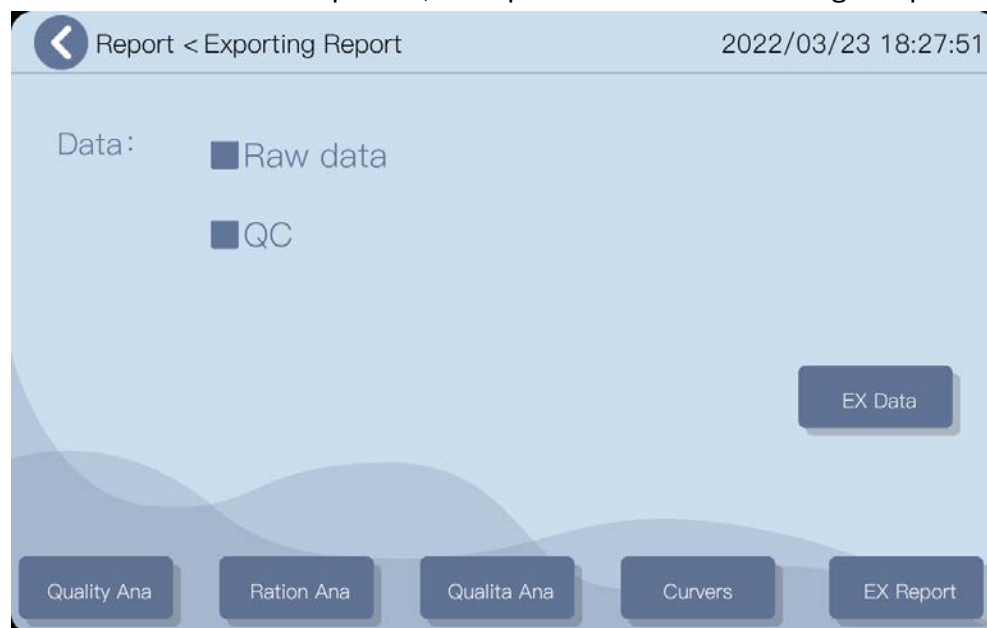 Report < Exporting Report 2022/03/23 18:27:51
Data:
Raw data
QC
EX Data
Quality Ana Ration Ana Qualita Ana Curvers EX Report